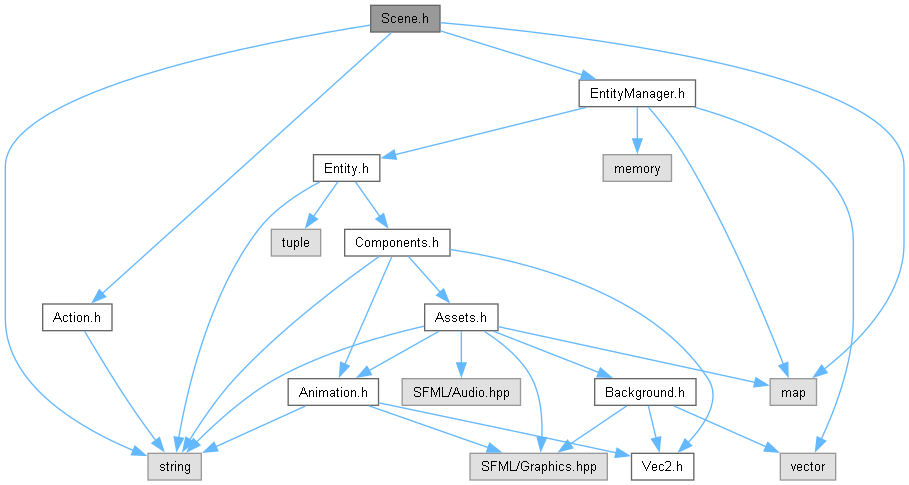 Scene.h
EntityManager.h
Entity.h
memory
tuple
Components.h
Action.h
Assets.h
Animation.h
SFML/Audio.hpp
Background.h
map
string
SFML/Graphics.hpp
Vec2.h
vector